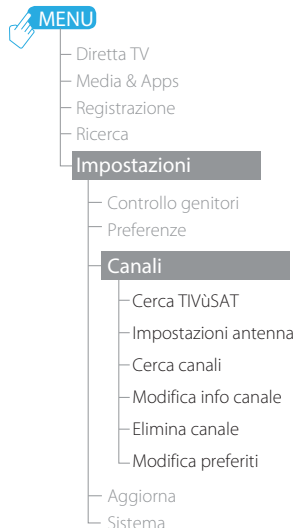 MENU
Diretta TV
Media & Apps
Registrazione
Ricerca
Impostazioni
Controllo genitori
Preferenze
Canali
Cerca TIVùSAT
Impostazioni antenna
Cerca canali
Modifica info canale
Elimina canale
Modifica preferiti
Aggiorna
Sistema